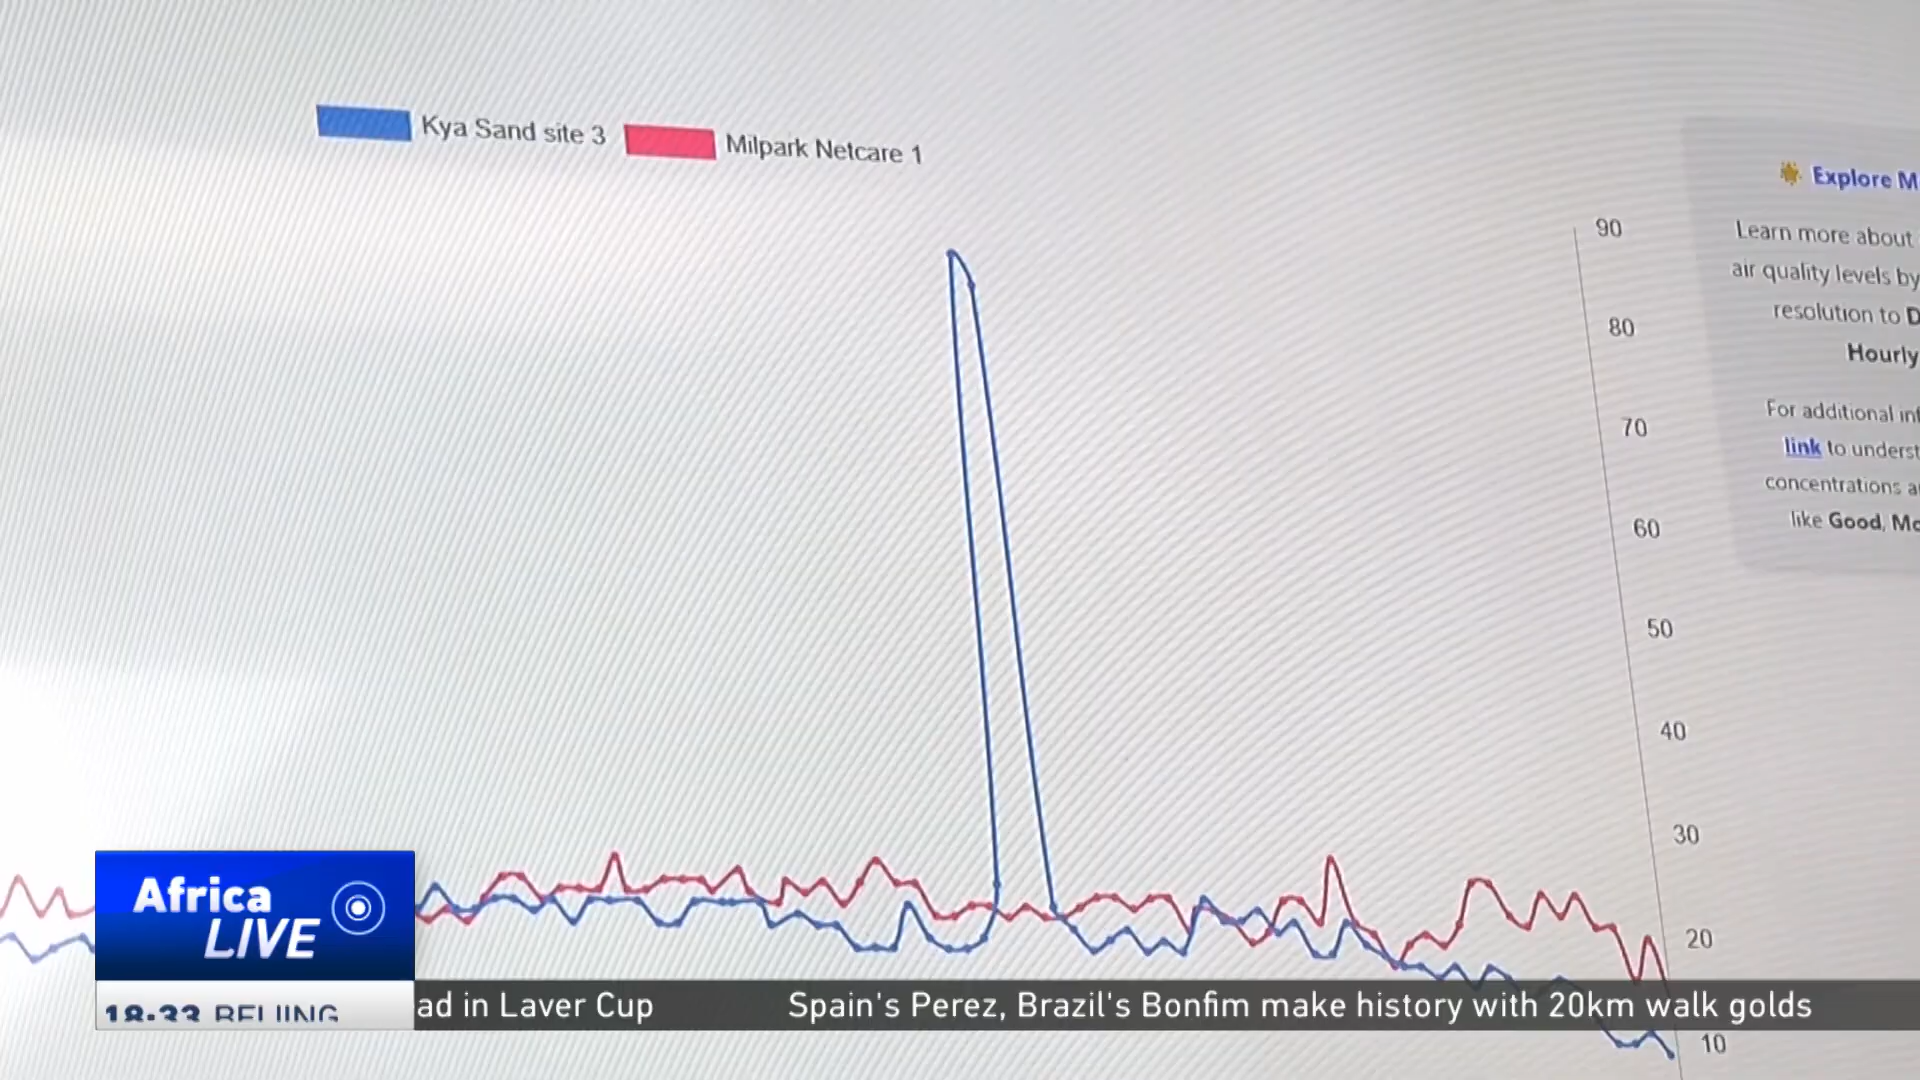 Kya Sand site 3
Milpark Netcare 1
90
80
70
60
50
40
30
20
10
Explore M
Learn more about
air quality levels by
resolution to D
Hourly
For additional inf
link to underst
concentrations a
like Good, Mo
Africa
LIVE
18:33 BEIJING
ad in Laver Cup
Spain's Perez, Brazil's Bonfim make history with 20km walk golds